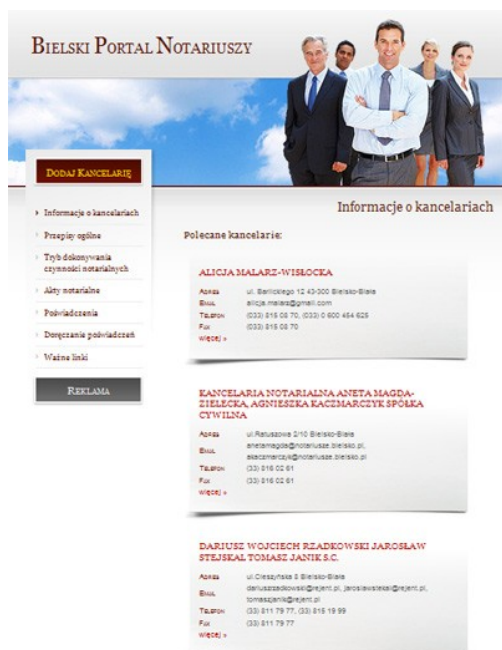 Bielski Portal Notariuszy
Dodaj Kancelarię
Informacje o kancelariach
Przepisy ogólne
Tryb dokonywania
czynności notarialnych
Akty notarialne
Poświadczenia
Doręczanie poświadczeń
Ważne linki
Reklama
Informacje o kancelariach
Polecane kancelarie:
ALICJA MALARZ-WISŁOCKA
Adres ul. Barlickiego 12 43-300 Bielsko-Biała
Email alicja.malarz@gmail.com
Telefon (033) 815 08 70, (033) 0 600 454 625
Fax (033) 815 08 70
więcej »
KANCELARIA NOTARIALNA ANETA MAGDA-
ZIELECKA, AGNIESZKA KACZMARCZYK SPÓŁKA
CYWILNA
Adres ul.Ratuszowa 2/10 Bielsko-Biała
Email anetamagda@notariusze.bielsko.pl,
akaczmarczyk@notariusze.bielsko.pl
Telefon (33) 816 02 61
Fax (33) 816 02 61
więcej »
DARIUSZ WOJCIECH RZADKOWSKI JAROSŁAW
STEJSKAL TOMASZ JANIK S.C.
Adres ul.Cieszyńska 8 Bielsko-Biała
Email dariuszrzadkowski@rejent.pl, jaroslawstekal@rejent.pl,
tomaszjanik@rejent.pl
Telefon (33) 811 79 77, (33) 815 19 99
Fax (33) 811 79 77
więcej »